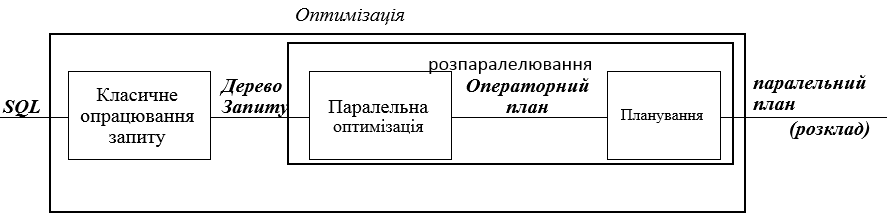 Оптимізація
розпаралелювання
SQL
Класичне
опрацювання
запиту
Дерево
Запиту
Паралельна
оптимізація
Операторний
план
Планування
паралельний
план
(розклад)